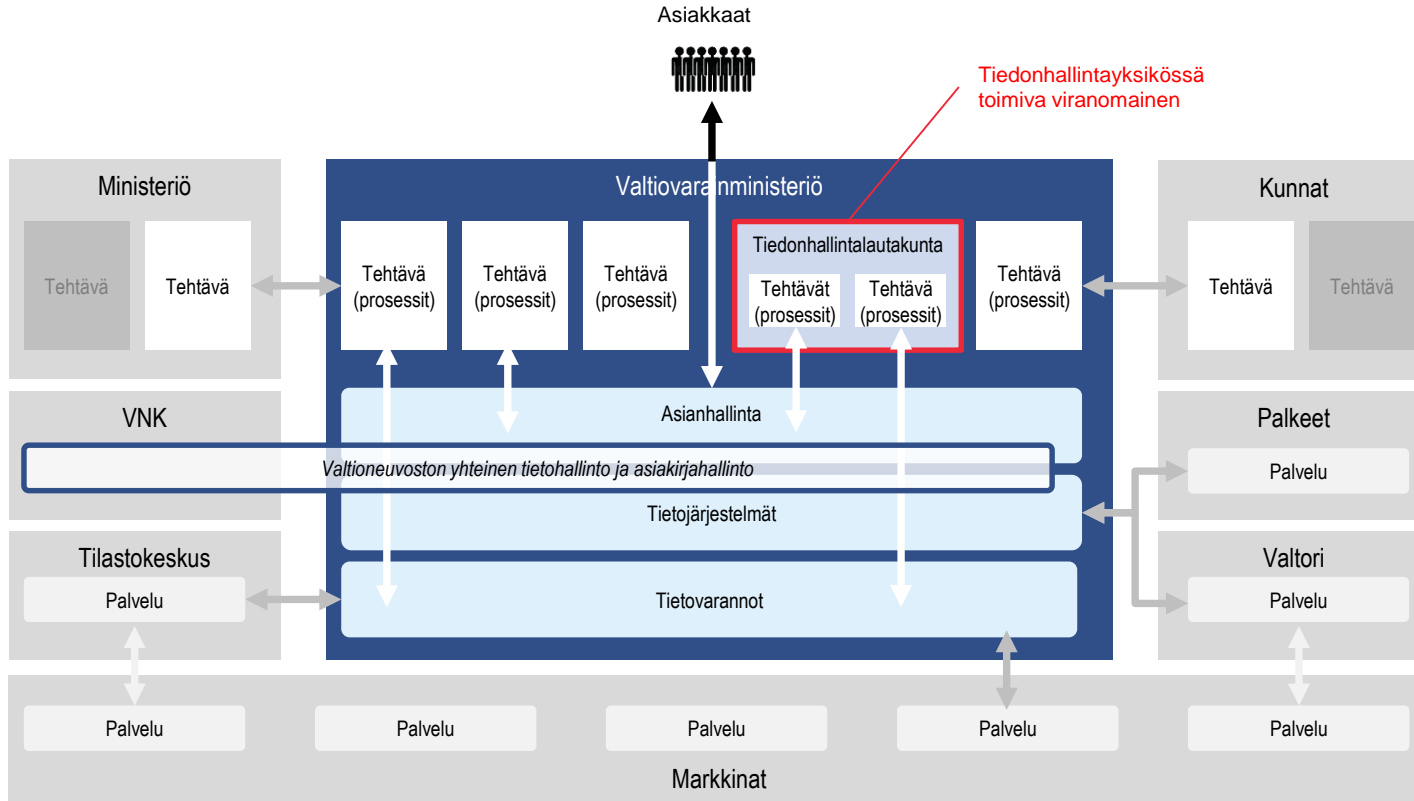 Asiakkaat
Tiedonhallintayksikössä
toimiva viranomainen
Ministeriö
Tehtävä
Tehtävä
Valtiovarainministeriö
Tehtävä
(prosessit)
Tehtävä
(prosessit)
Tehtävä
(prosessit)
Tiedonhallintalautakunta
Tehtävät
(prosessit)
Tehtävä
(prosessit)
Tehtävä
(prosessit)
Kunnat
Tehtävä
Tehtävä
VNK
Asianhallinta
Valtioneuvoston yhteinen tietohallinto ja asiakirjahallinto
Tietojärjestelmät
Palkeet
Palvelu
Tilastokeskus
Palvelu
Tietovarannot
Valtori
Palvelu
Palvelu
Palvelu
Palvelu
Palvelu
Palvelu
Markkinat